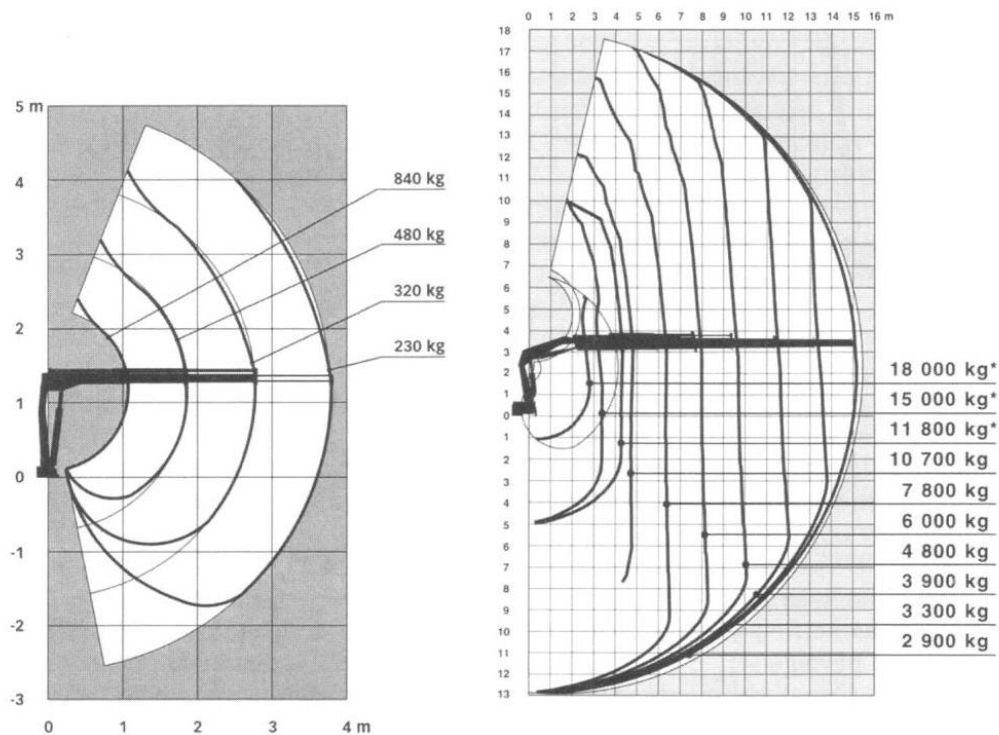 5 m
4
3
2
1
0
-1
-2
-3
0 1 2 3 4 m
840 kg
480 kg
320 kg
230 kg
0 1 2 3 4 5 6 7 8 9 10 11 12 13 14 15 16 m
18
17
16
15
14
13
12
11
10
9
8
7
6
5
4
3
2
1
0
1
2
3
4
5
6
7
8
9
10
11
12
13
18 000 kg*
15 000 kg*
11 800 kg*
10 700 kg
7 800 kg
6 000 kg
4 800 kg
3 900 kg
3 300 kg
2 900 kg